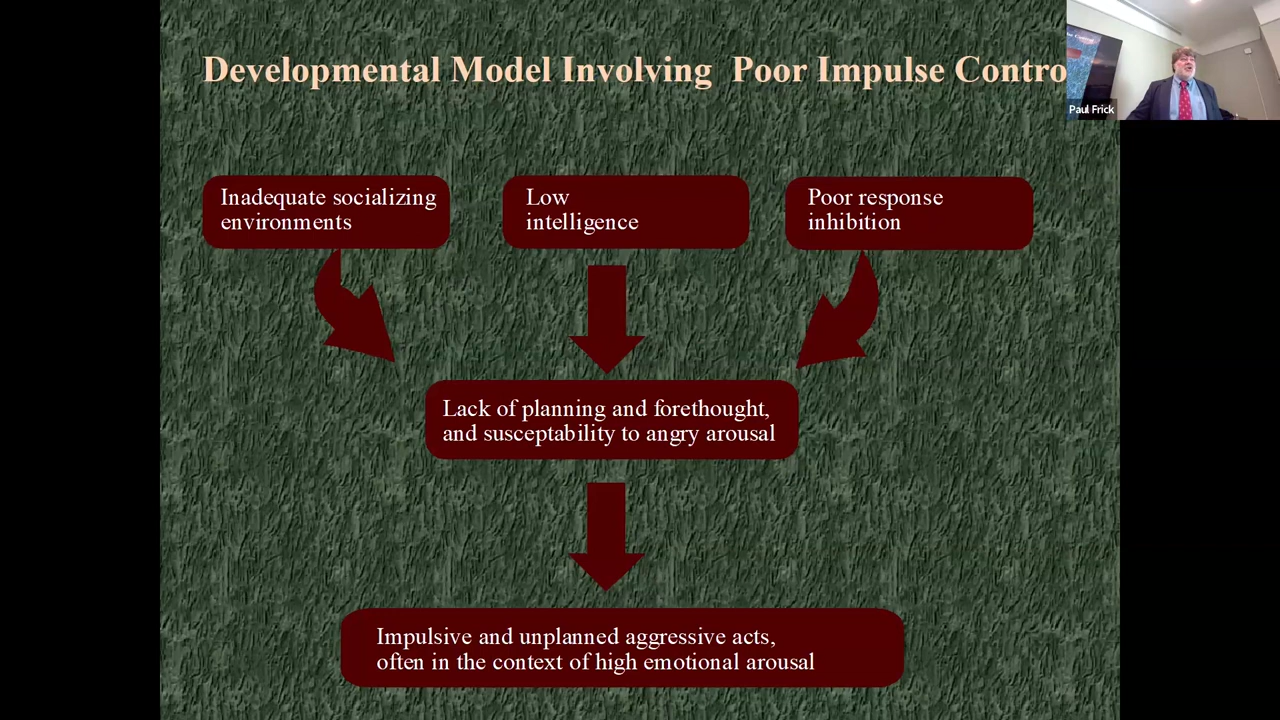 Developmental Model Involving Poor Impulse Contro
Paul Frick
Inadequate socializing
environments
Low
intelligence
Poor response
inhibition
Lack of planning and forethought,
and susceptability to angry arousal
Impulsive and unplanned aggressive acts,
often in the context of high emotional arousal